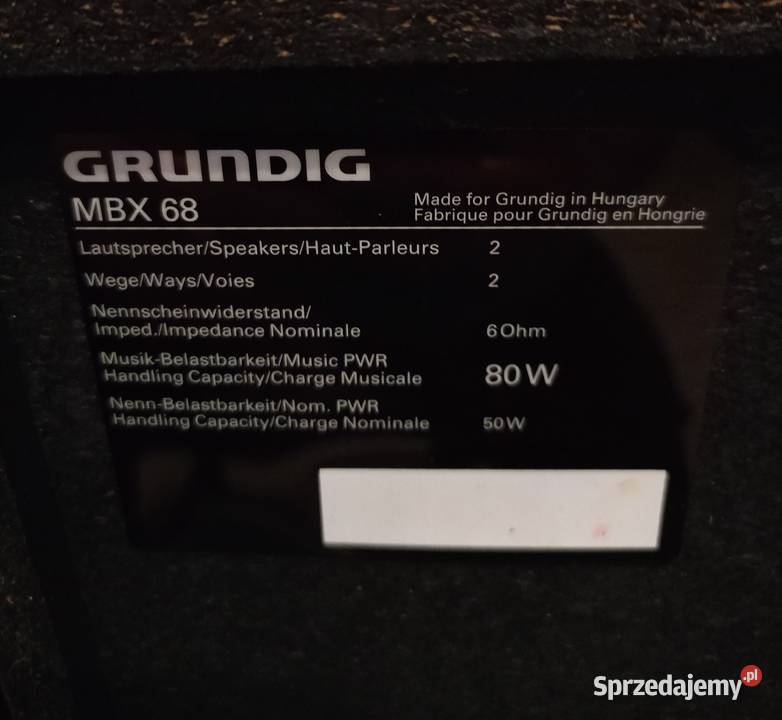 GRUNDIG
MBX 68
Made for Grundig in Hungary
Fabrique pour Grundig en Hongrie
Lautsprecher/Speakers/Haut-Parleurs 2
Wege/Ways/Voies 2
Nennscheinwiderstand/
Imped./Impedance Nominale 6 Ohm
Musik-Belastbarkeit/Music PWR
Handling Capacity/Charge Musicale 80W
Nenn-Belastbarkeit/Nom. PWR
Handling Capacity/Charge Nominale 50W
Sprzedajemy.pl